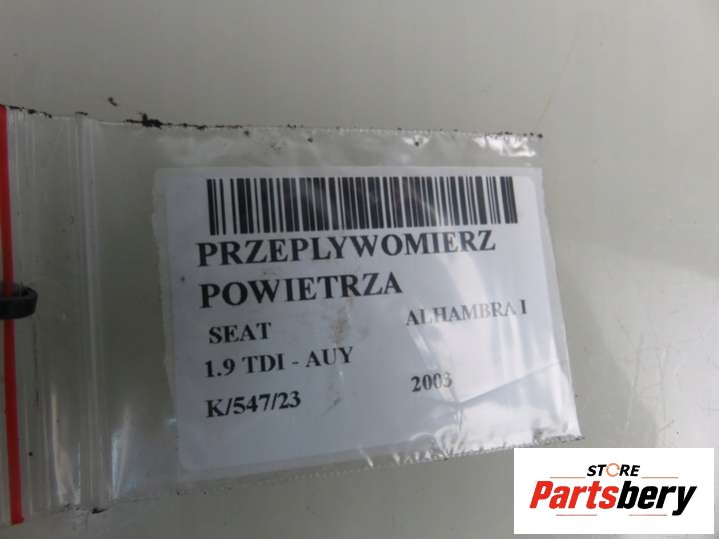 PRZEPLYWOMIERZ
POWIETRZA
SEAT ALHAMBRA I
1.9 TDI - AUY
K/547/23 2003
STORE
Partsbery